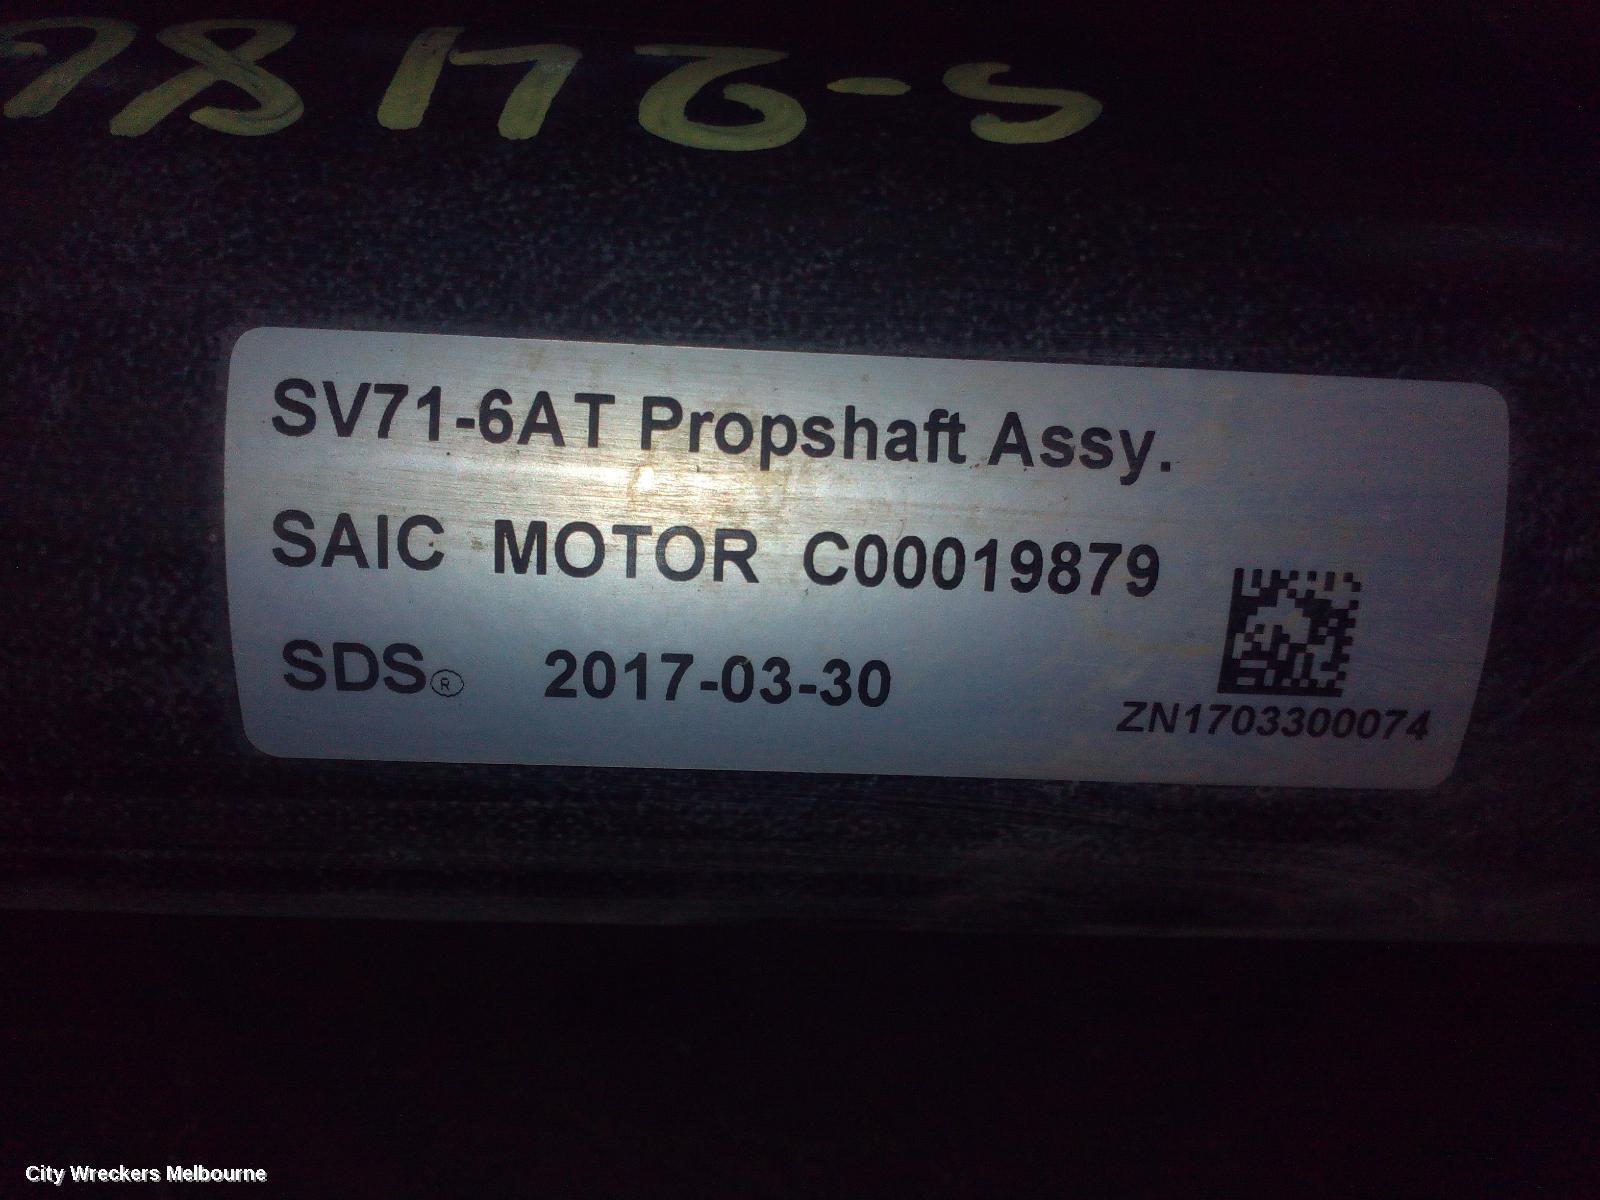 SV71-6AT Propshaft Assy.
SAIC MOTOR C00019879
SDS® 2017-03-30
ZN1703300074
City Wreckers Melbourne